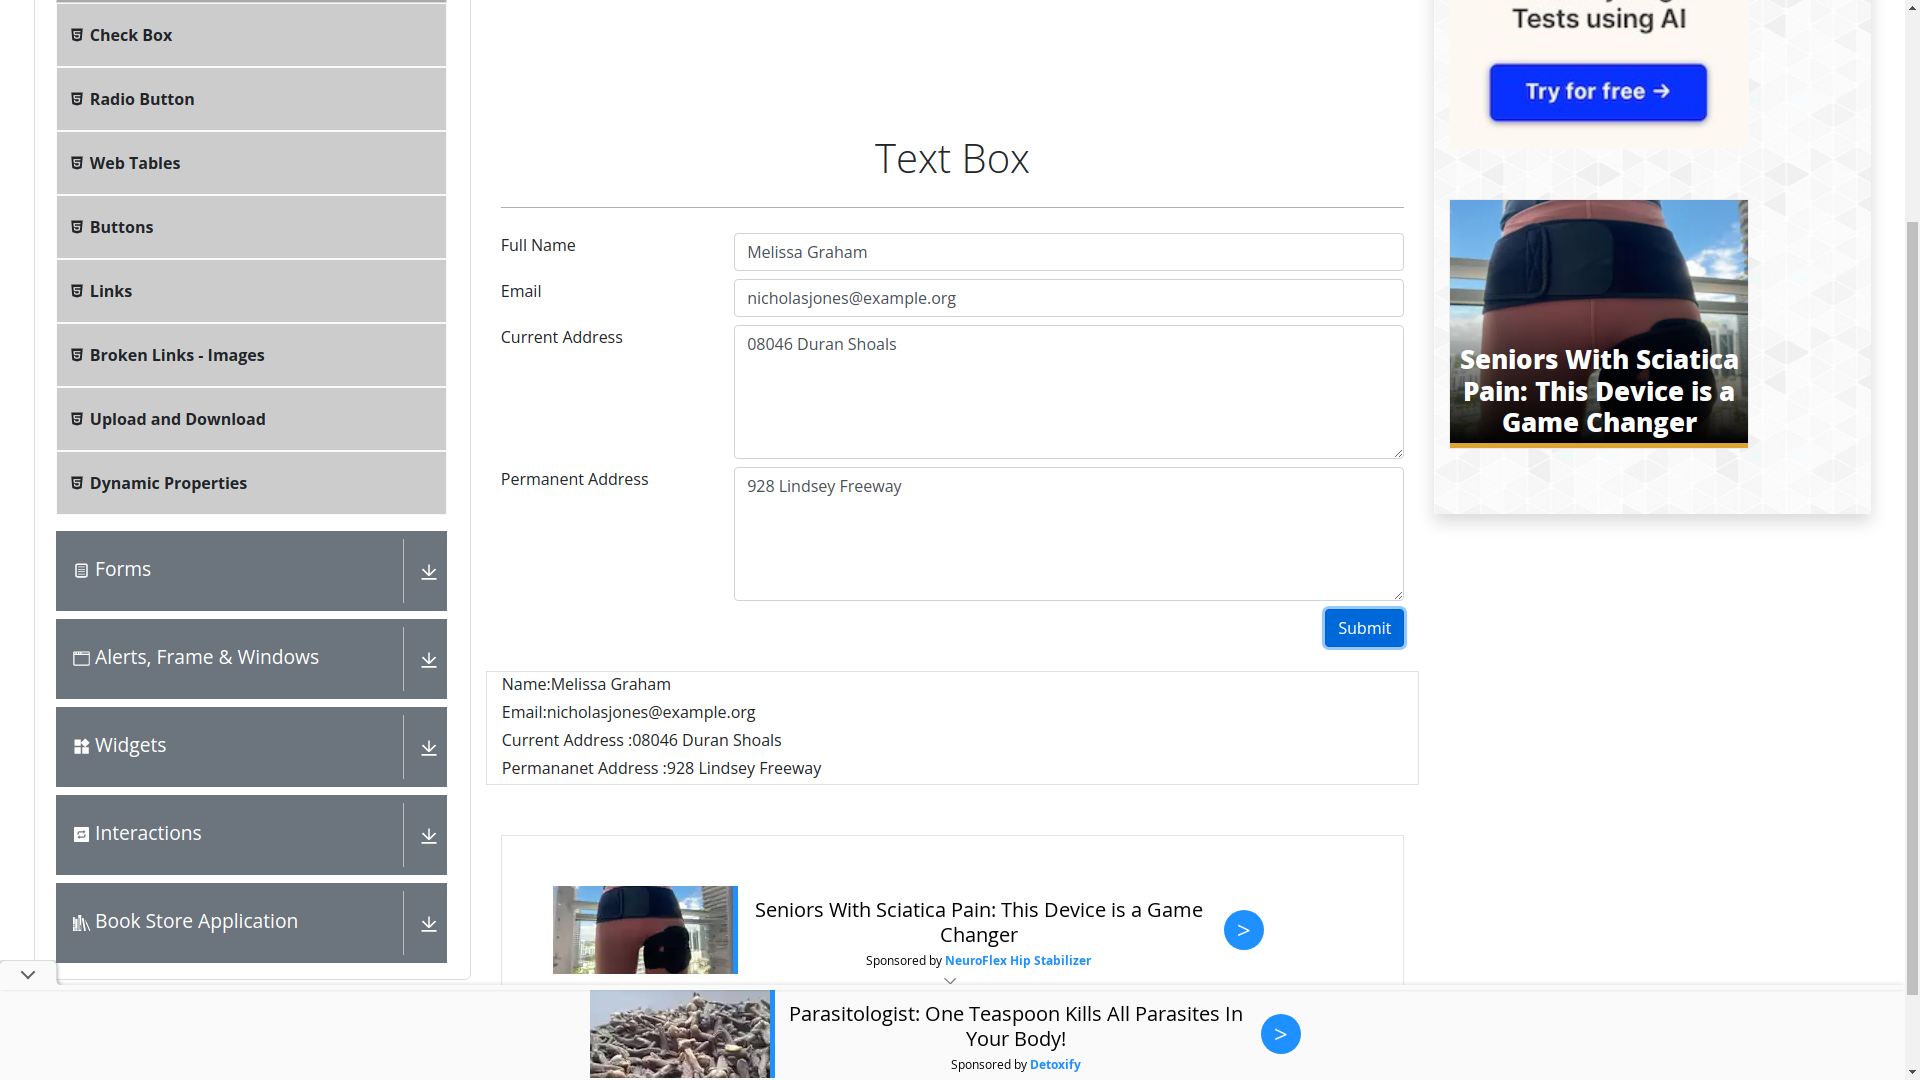 Check Box
Radio Button
Web Tables
Buttons
Links
Broken Links - Images
Upload and Download
Dynamic Properties
Forms
Alerts, Frame & Windows
Widgets
Interactions
Book Store Application
Text Box
Full Name
Melissa Graham
Email
nicholasjones@example.org
Current Address
08046 Duran Shoals
Permanent Address
928 Lindsey Freeway
Submit
Name:Melissa Graham
Email:nicholasjones@example.org
Current Address :08046 Duran Shoals
Permananet Address :928 Lindsey Freeway
Seniors With Sciatica Pain: This Device is a Game
Changer
Sponsored by NeuroFlex Hip Stabilizer
>
Tests using AI
Try for free →
Seniors With Sciatica
Pain: This Device is a
Game Changer
Parasitologist: One Teaspoon Kills All Parasites In
Your Body!
Sponsored by Detoxify
>